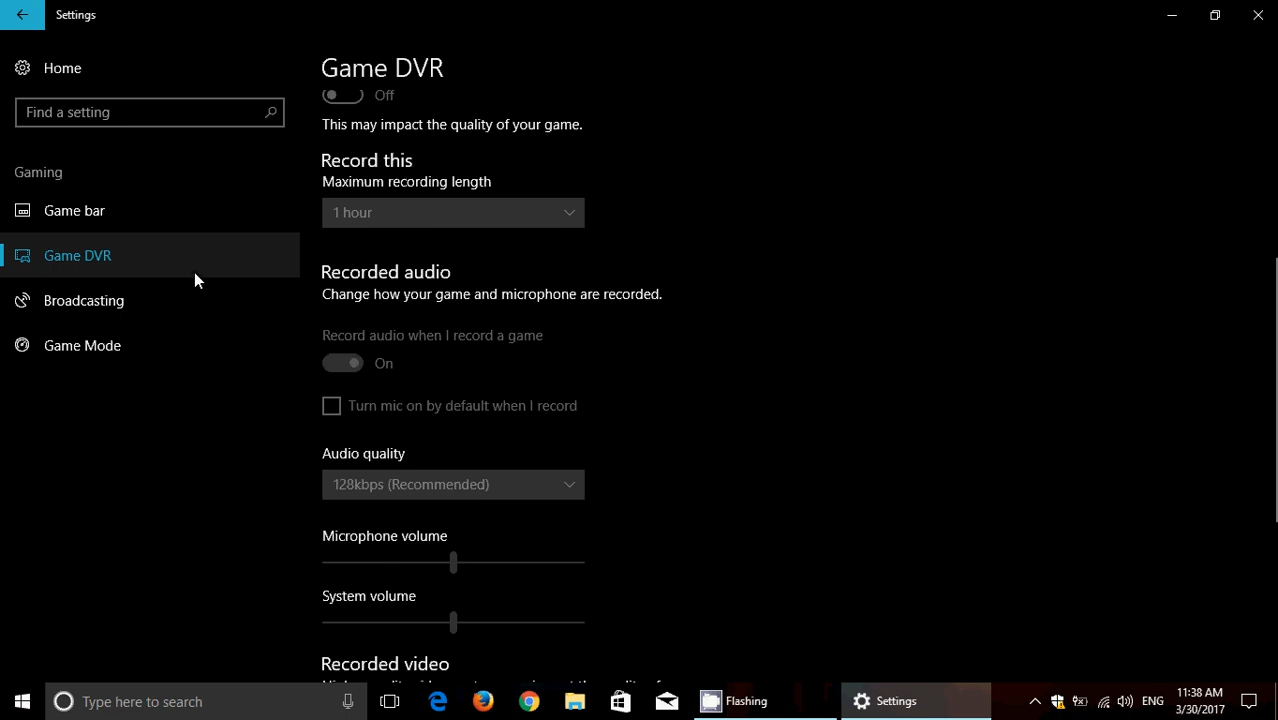 Settings
Home
Find a setting
Gaming
Game bar
Game DVR
Broadcasting
Game Mode
Game DVR
Off
This may impact the quality of your game.
Record this
Maximum recording length
1 hour
Recorded audio
Change how your game and microphone are recorded.
Record audio when I record a game
On
Turn mic on by default when I record
Audio quality
128kbps (Recommended)
Microphone volume
System volume
Recorded video
Type here to search
Flashing
Settings
ENG
11:38 AM
3/30/2017